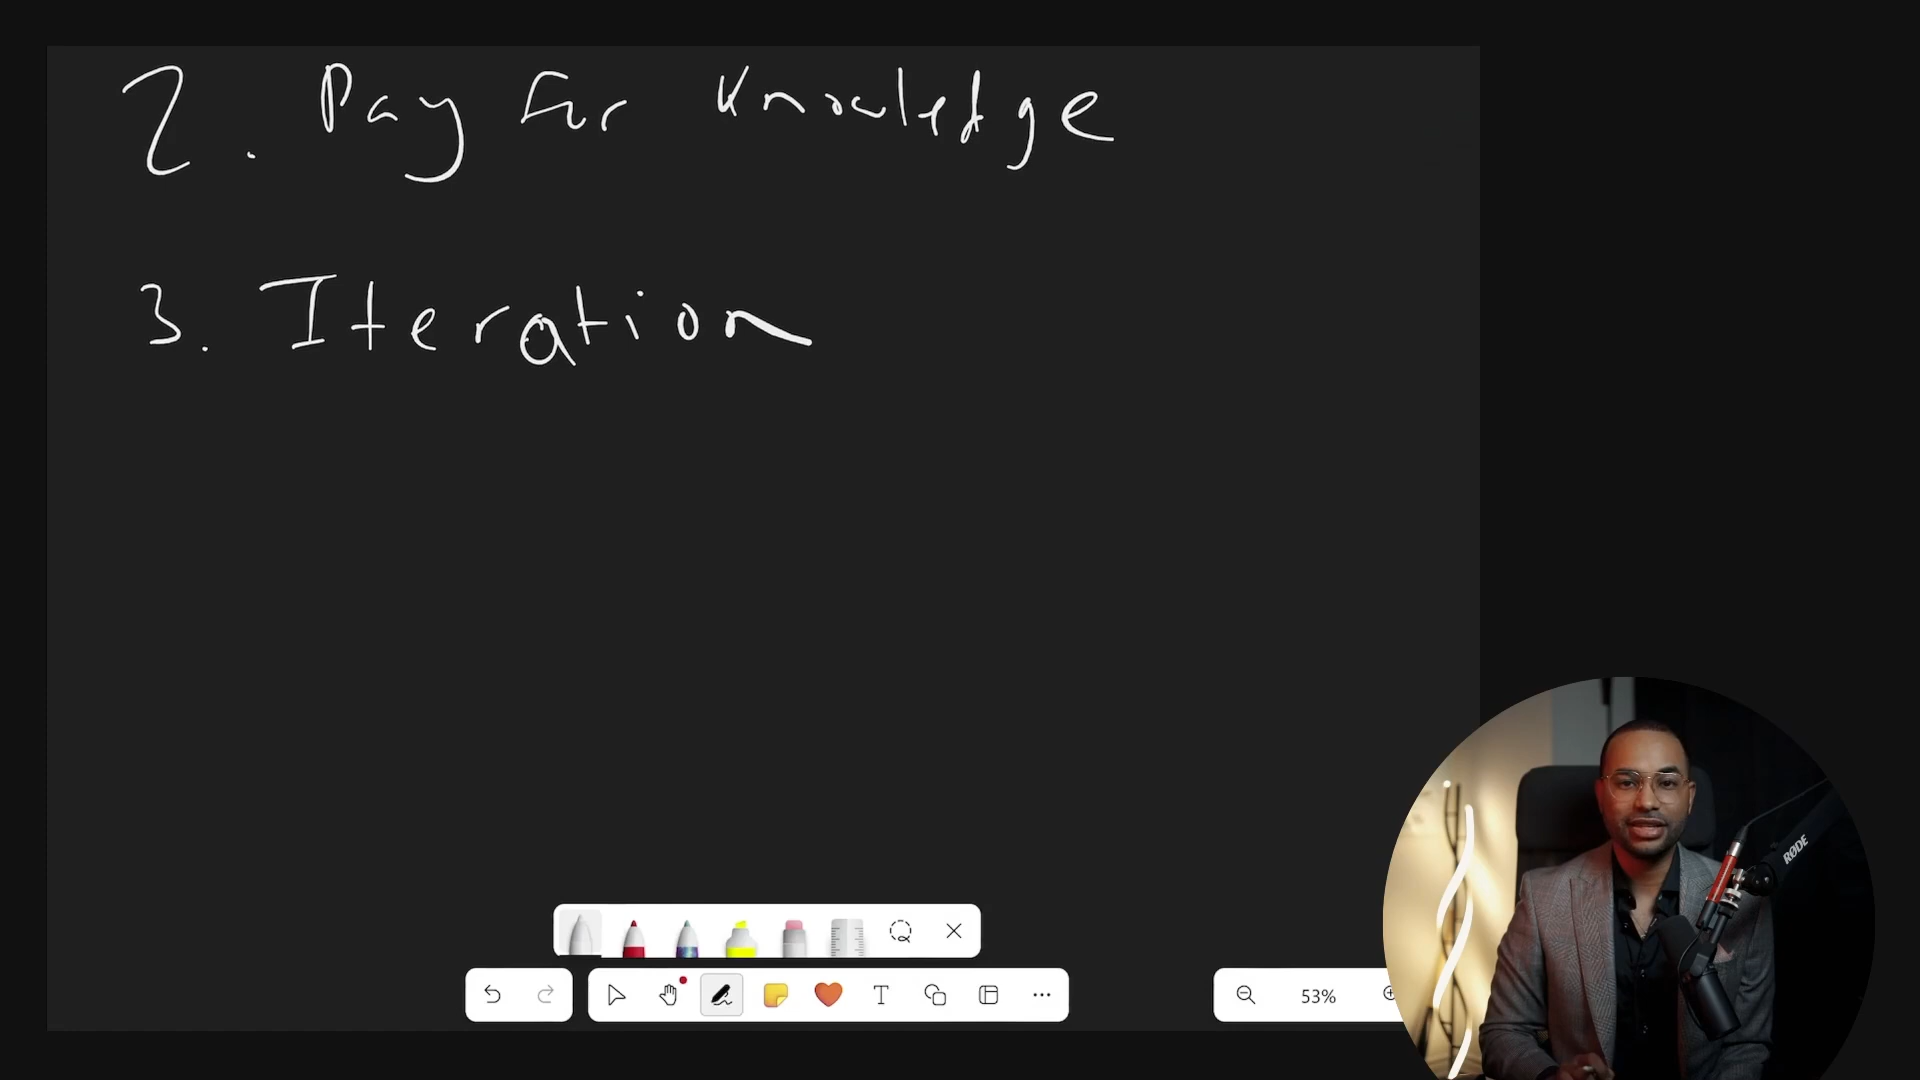 2. Pay For Knowledge
3. Iteration
T
53%
RØDE